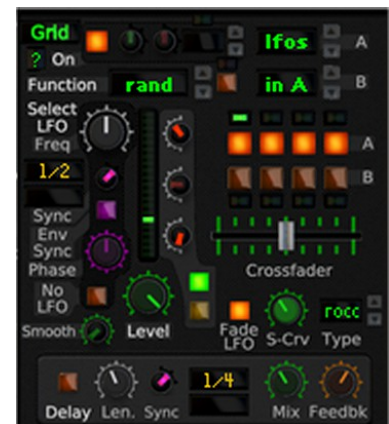 Grid
lfos A
? On
Function rand in A B
Select
LFO
Freq
A
1/2
B
Sync
Env
Sync
Phase
Crossfader
No
LFO
Smooth Level Fade
LFO S-Crv rocc
Type
1/4
Delay Len. Sync Mix Feedbk